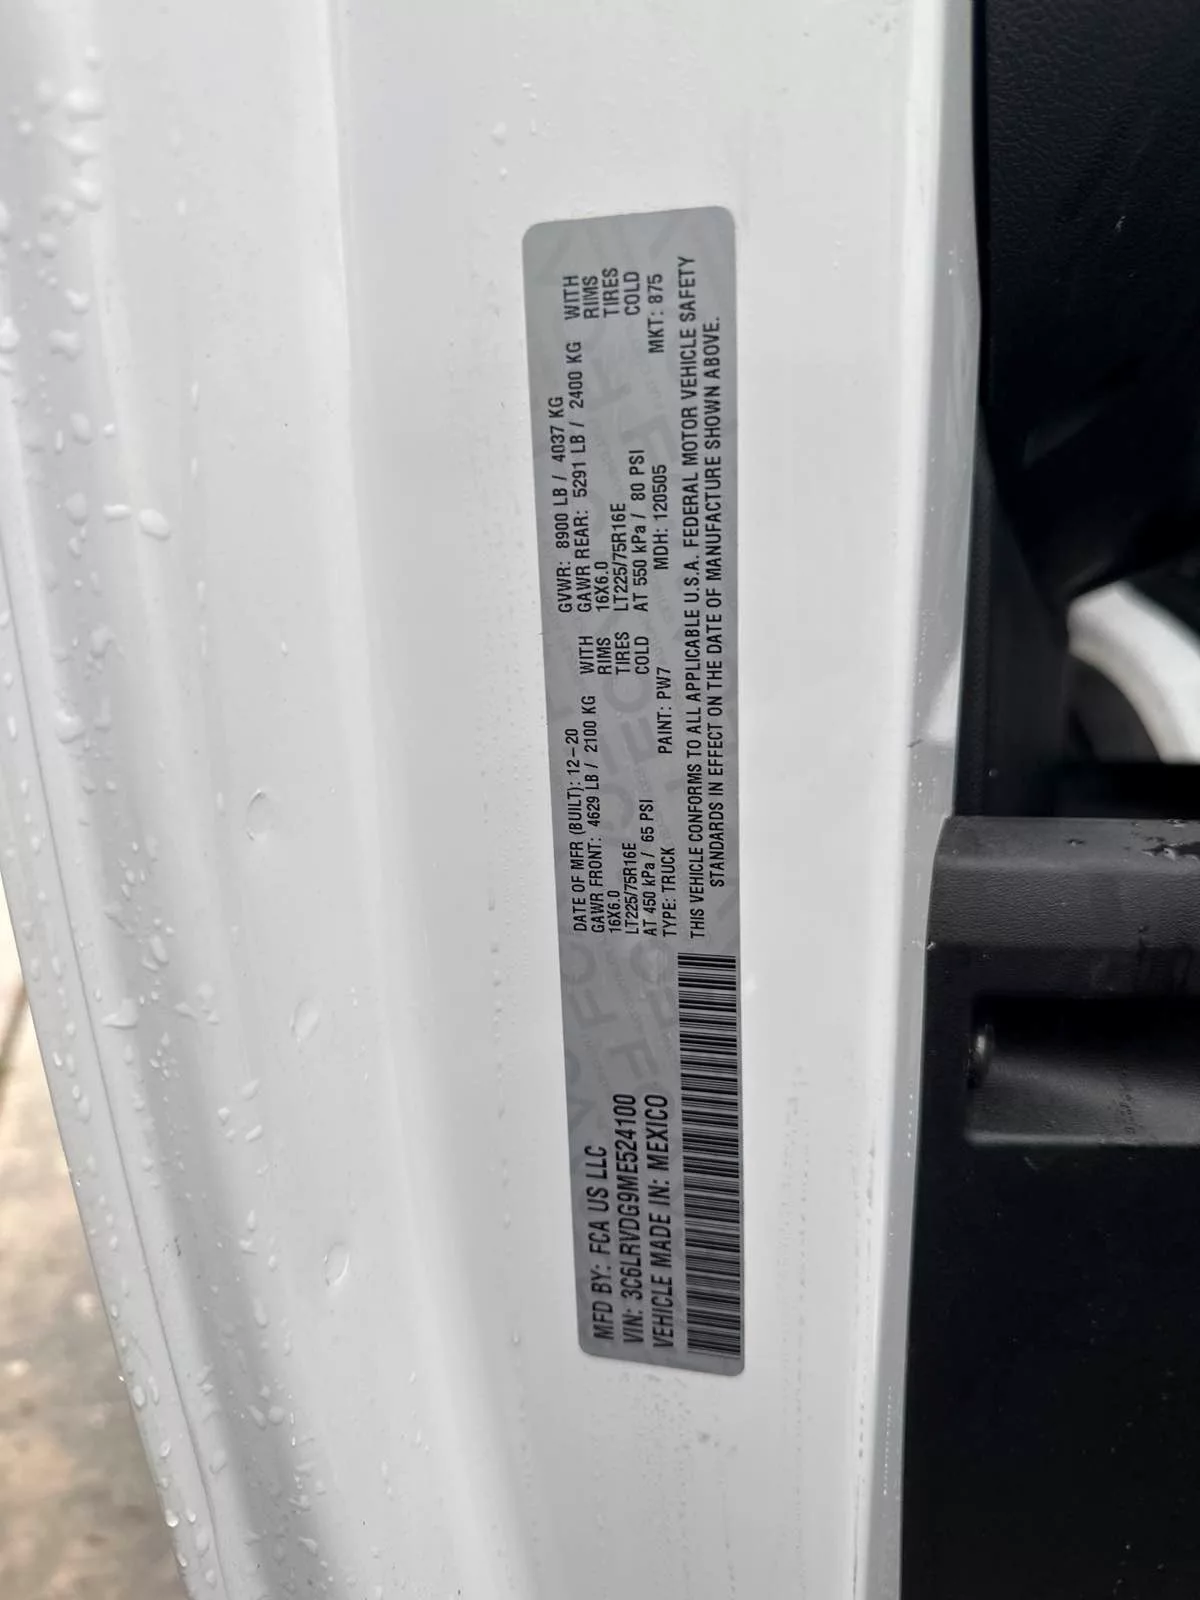 MFD BY: FCA US LLC
VIN: 3C6LRVDG9ME524100
VEHICLE MADE IN: MEXICO
DATE OF MFR (BUILT): 12-20 GVWR: 8900 LB / 4037 KG
GAWR FRONT: 4629 LB / 2100 KG WITH GAWR REAR: 5291 LB / 2400 KG WITH
16X6.0 RIMS 16X6.0 RIMS
LT225/75R16E TIRES LT225/75R16E TIRES
AT 450 kPa / 65 PSI COLD AT 550 kPa / 80 PSI COLD
TYPE: TRUCK PAINT: PW7 MDH: 120505 MKT: 875
THIS VEHICLE CONFORMS TO ALL APPLICABLE U.S.A. FEDERAL MOTOR VEHICLE SAFETY
STANDARDS IN EFFECT ON THE DATE OF MANUFACTURE SHOWN ABOVE.